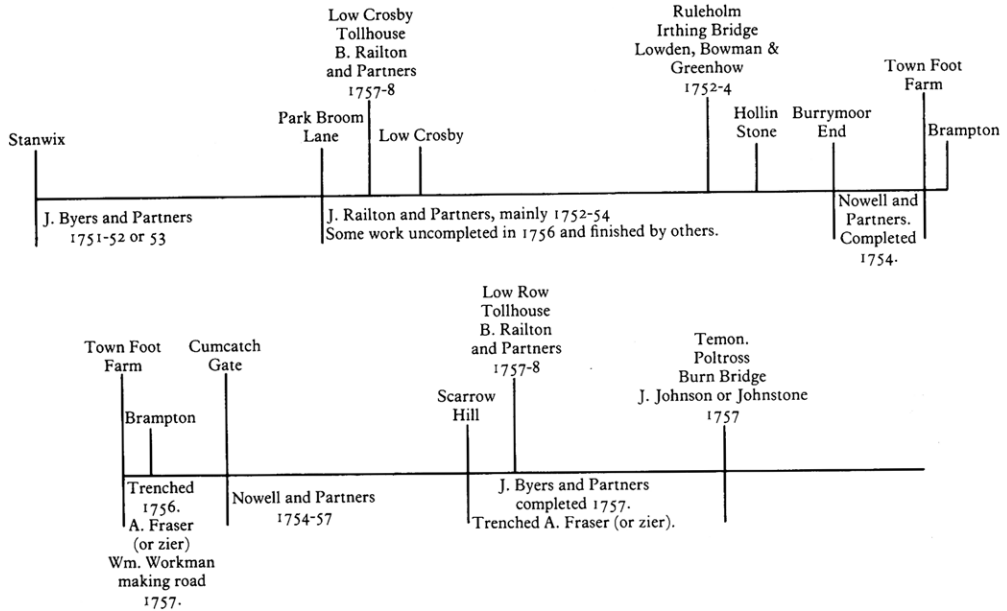 Stanwix
Park Broom
Lane
Low Crosby
Tollhouse
B. Railton
and Partners
1757-8
Low Crosby
Ruleholm
Irthing Bridge
Lowden, Bowman &
Greenhow
1752-4
Hollin
Stone
Burrymoor
End
Town Foot
Farm
Brampton
J. Byers and Partners
1751-52 or 53
J. Railton and Partners, mainly 1752-54
Some work uncompleted in 1756 and finished by others.
Nowell and
Partners.
Completed
1754.
Town Foot
Farm
Brampton
Cumcatch
Gate
Scarrow
Hill
Low Row
Tollhouse
B. Railton
and Partners
1757-8
Temon.
Poltross
Burn Bridge
J. Johnson or Johnstone
1757
Trenched
1756.
A. Fraser
(or zier)
Wm. Workman
making road
1757.
Nowell and Partners
1754-57
J. Byers and Partners
completed 1757.
Trenched A. Fraser (or zier).